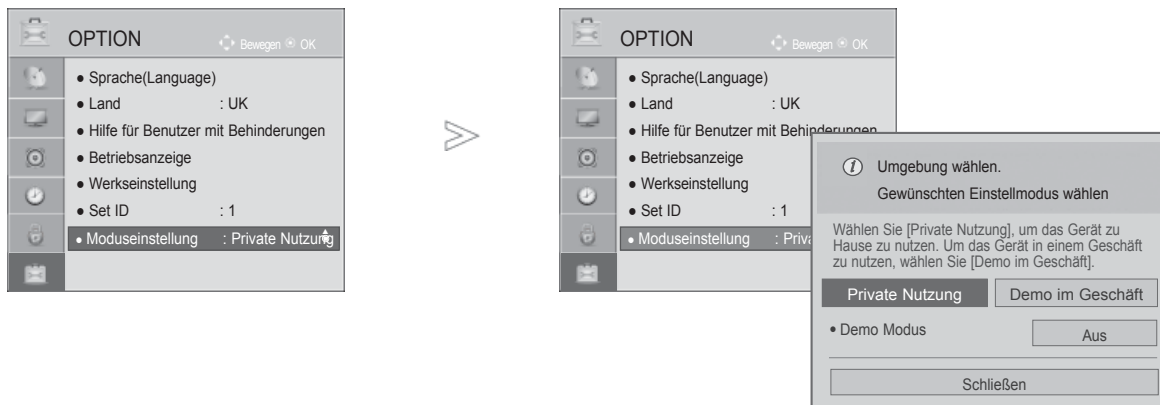 OPTION
Bewegen OK
● Sprache(Language)
● Land : UK
● Hilfe für Benutzer mit Behinderungen
● Betriebsanzeige
● Werkseinstellung
● Set ID : 1
● Moduseinstellung : Private Nutzung
OPTION
Bewegen OK
● Sprache(Language)
● Land : UK
● Hilfe für Benutzer mit Behinderungen
● Betriebsanzeige
● Werkseinstellung
● Set ID : 1
● Moduseinstellung : Priva
i Umgebung wählen.
Gewünschten Einstellmodus wählen
Wählen Sie [Private Nutzung], um das Gerät zu
Hause zu nutzen. Um das Gerät in einem Geschäft
zu nutzen, wählen Sie [Demo im Geschäft].
Private Nutzung Demo im Geschäft
• Demo Modus Aus
Schließen